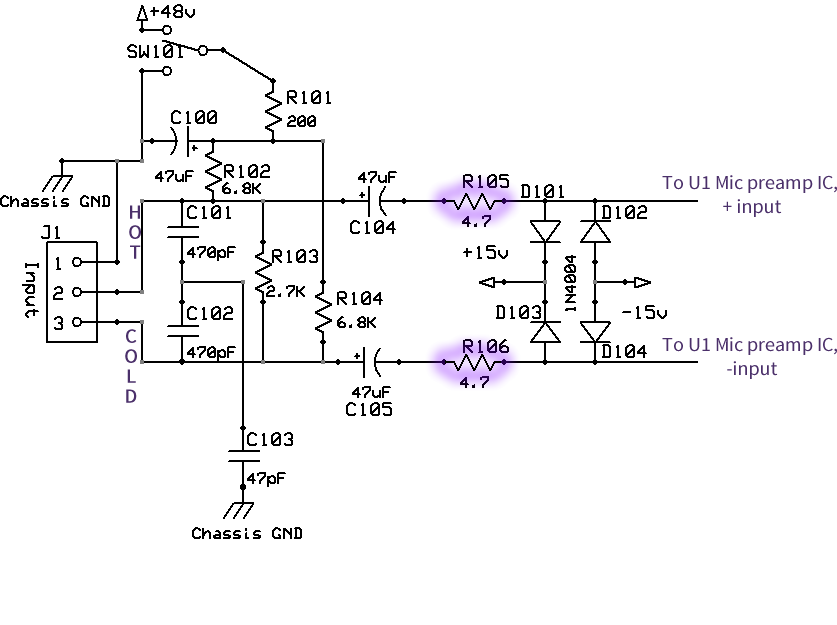 +48v
SW101
R101
200
C100
47uF
+
R102
6.8K
Chassis GND
HOT
C101
470pF
J1
Input
1
2
3
COLD
C102
470pF
R103
2.7K
R104
6.8K
47uF
+
C104
R105
4.7
D101
D102
To U1 Mic preamp IC,
+ input
+15v
1N4004
-15v
D103
D104
R106
4.7
To U1 Mic preamp IC,
-input
+
47uF
C105
C103
47pF
Chassis GND